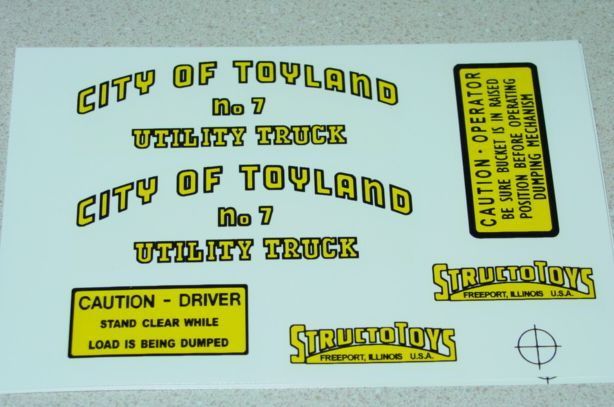 CITY OF TOYLAND
No 7
UTILITY TRUCK
CITY OF TOYLAND
No 7
UTILITY TRUCK
CAUTION - OPERATOR
BE SURE BUCKET IS IN RAISED
POSITION BEFORE OPERATING
DUMPING MECHANISM
CAUTION - DRIVER
STAND CLEAR WHILE
LOAD IS BEING DUMPED
STRUCTOTOYS
FREEPORT, ILLINOIS U.S.A.
STRUCTOTOYS
FREEPORT, ILLINOIS U.S.A.